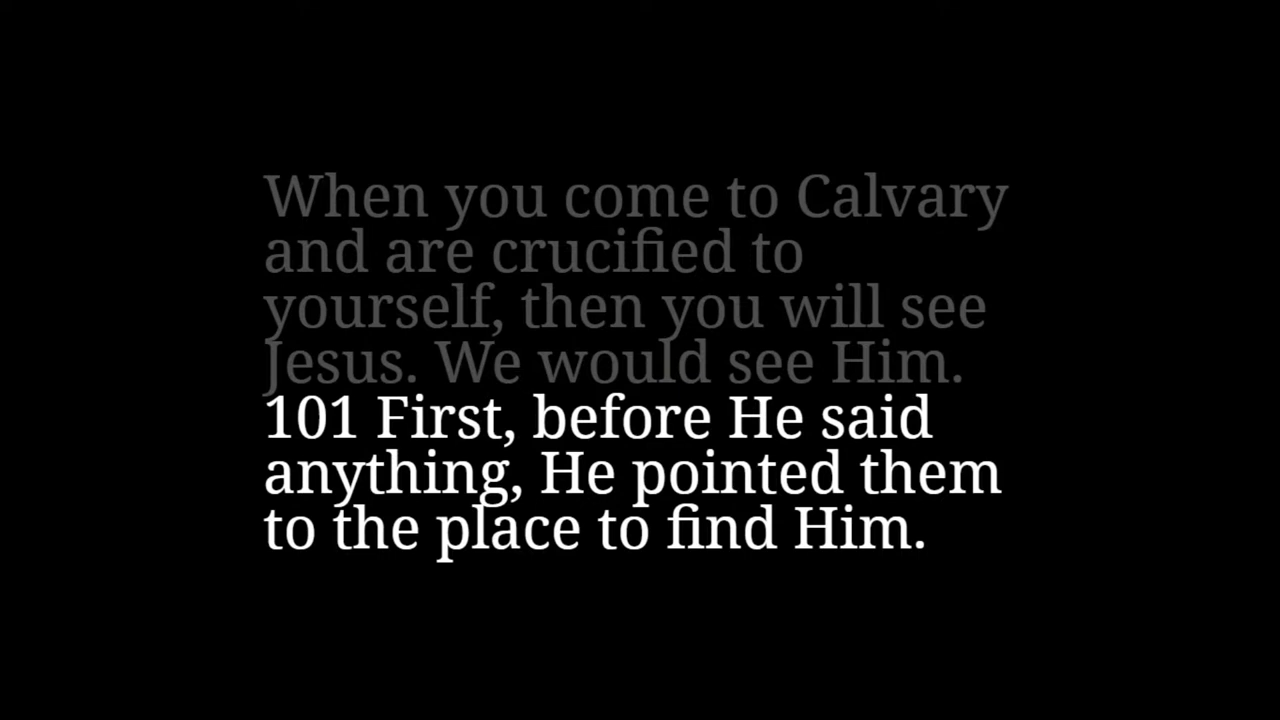 When you come to Calvary
and are crucified to
yourself, then you will see
Jesus. We would see Him.
101 First, before He said
anything, He pointed them
to the place to find Him.